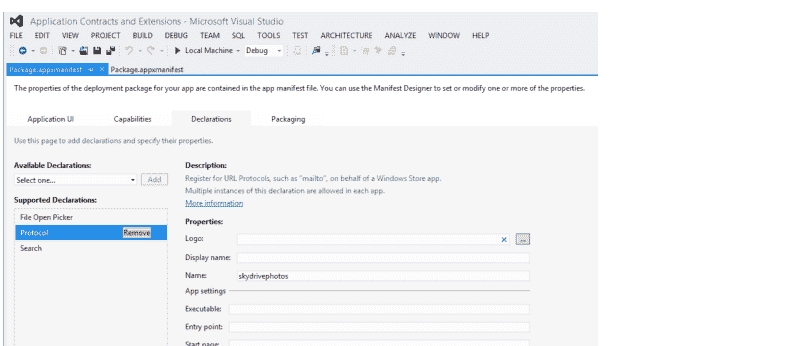 Application Contracts and Extensions - Microsoft Visual Studio
FILE EDIT VIEW PROJECT BUILD DEBUG TEAM SQL TOOLS TEST ARCHITECTURE ANALYZE WINDOW HELP
Local Machine Debug
Package.appxmanifest Package.appxmanifest
The properties of the deployment package for your app are contained in the app manifest file. You can use the Manifest Designer to set or modify one or more of the properties.
Application UI Capabilities Declarations Packaging
Use this page to add declarations and specify their properties.
Available Declarations:
Select one... Add
Supported Declarations:
File Open Picker
Protocol Remove
Search
Description:
Register for URL Protocols, such as "mailto", on behalf of a Windows Store app.
Multiple instances of this declaration are allowed in each app.
More information
Properties:
Logo: × ...
Display name:
Name: skydrivephotos
App settings
Executable:
Entry point:
Start page: